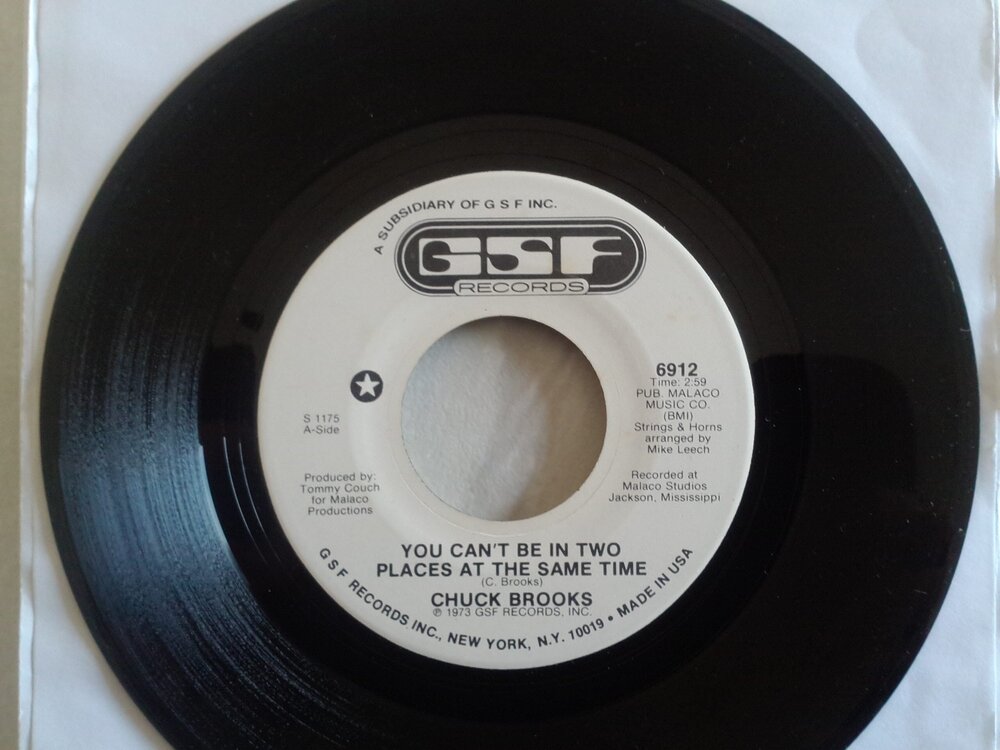 A SUBSIDIARY OF G S F INC.
GSF
RECORDS
6912
Time: 2:59
PUB. MALACO
MUSIC CO.
(BMI)
Strings & Horns
arranged by
Mike Leech
Recorded at
Malaco Studios
Jackson, Mississippi
S 1175
A-Side
Produced by:
Tommy Couch
for Malaco
Productions
YOU CAN'T BE IN TWO
PLACES AT THE SAME TIME
(C. Brooks)
CHUCK BROOKS
℗ 1973 GSF RECORDS, INC.
G S F RECORDS INC., NEW YORK, N.Y. 10019 • MADE IN USA